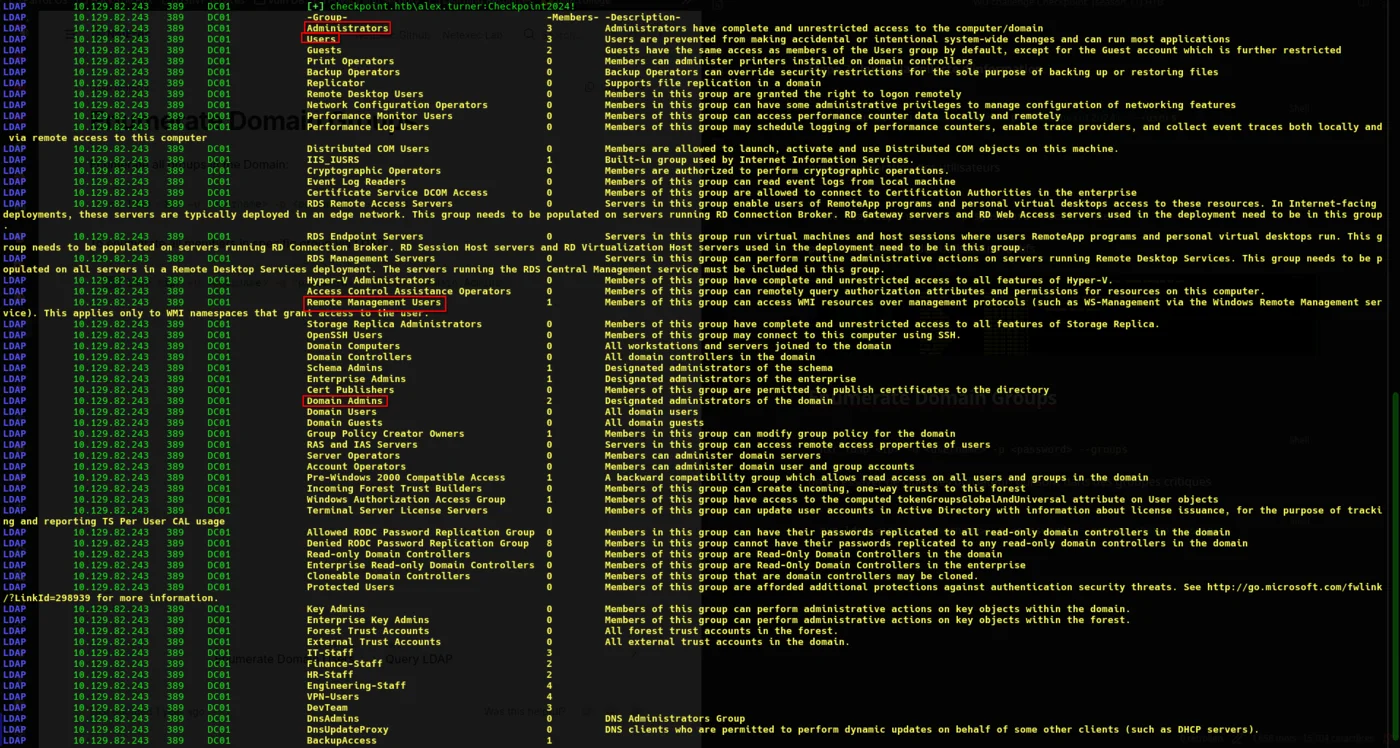 LDAP 10.129.82.243 389 DC01 [+] checkpoint.htb\alex.turner:Checkpoint2024!
LDAP 10.129.82.243 389 DC01 -Group- -Members- -Description-
LDAP 10.129.82.243 389 DC01 Administrators 3 Administrators have complete and unrestricted access to the computer/domain
LDAP 10.129.82.243 389 DC01 Users 3 Users are prevented from making accidental or intentional system-wide changes and can run most applications
LDAP 10.129.82.243 389 DC01 Guests 2 Guests have the same access as members of the Users group by default, except for the Guest account which is further restricted
LDAP 10.129.82.243 389 DC01 Print Operators 0 Members can administer printers installed on domain controllers
LDAP 10.129.82.243 389 DC01 Backup Operators 0 Backup Operators can override security restrictions for the sole purpose of backing up or restoring files
LDAP 10.129.82.243 389 DC01 Replicator 0 Supports file replication in a domain
LDAP 10.129.82.243 389 DC01 Remote Desktop Users 0 Members in this group are granted the right to logon remotely
LDAP 10.129.82.243 389 DC01 Network Configuration Operators 0 Members in this group can have some administrative privileges to manage configuration of networking features
LDAP 10.129.82.243 389 DC01 Performance Monitor Users 0 Members of this group can access performance counter data locally and remotely
LDAP 10.129.82.243 389 DC01 Performance Log Users 0 Members of this group may schedule logging of performance counters, enable trace providers, and collect event traces both locally and
via remote access to this computer
LDAP 10.129.82.243 389 DC01 Distributed COM Users 0 Members are allowed to launch, activate and use Distributed COM objects on this machine.
LDAP 10.129.82.243 389 DC01 IIS_IUSRS 1 Built-in group used by Internet Information Services.
LDAP 10.129.82.243 389 DC01 Cryptographic Operators 0 Members are authorized to perform cryptographic operations.
LDAP 10.129.82.243 389 DC01 Event Log Readers 0 Members of this group can read event logs from local machine
LDAP 10.129.82.243 389 DC01 Certificate Service DCOM Access 0 Members of this group are allowed to connect to Certification Authorities in the enterprise
LDAP 10.129.82.243 389 DC01 RDS Remote Access Servers 0 Servers in this group enable users of RemoteApp programs and personal virtual desktops access to these resources. In Internet-facing
deployments, these servers are typically deployed in an edge network. This group needs to be populated on servers running RD Connection Broker. RD Gateway servers and RD Web Access servers used in the deployment need to be in this group
.
LDAP 10.129.82.243 389 DC01 RDS Endpoint Servers 0 Servers in this group run virtual machines and host sessions where users RemoteApp programs and personal virtual desktops run. This g
roup needs to be populated on servers running RD Connection Broker. RD Session Host servers and RD Virtualization Host servers used in the deployment need to be in this group.
LDAP 10.129.82.243 389 DC01 RDS Management Servers 0 Servers in this group can perform routine administrative actions on servers running Remote Desktop Services. This group needs to be p
opulated on all servers in a Remote Desktop Services deployment. The servers running the RDS Central Management service must be included in this group.
LDAP 10.129.82.243 389 DC01 Hyper-V Administrators 0 Members of this group have complete and unrestricted access to all features of Hyper-V.
LDAP 10.129.82.243 389 DC01 Access Control Assistance Operators 0 Members of this group can remotely query authorization attributes and permissions for resources on this computer.
LDAP 10.129.82.243 389 DC01 Remote Management Users 1 Members of this group can access WMI resources over management protocols (such as WS-Management via the Windows Remote Management ser
vice). This applies only to WMI namespaces that grant access to the user.
LDAP 10.129.82.243 389 DC01 Storage Replica Administrators 0 Members of this group have complete and unrestricted access to all features of Storage Replica.
LDAP 10.129.82.243 389 DC01 OpenSSH Users 0 Members of this group may connect to this computer using SSH.
LDAP 10.129.82.243 389 DC01 Domain Computers 0 All workstations and servers joined to the domain
LDAP 10.129.82.243 389 DC01 Domain Controllers 0 All domain controllers in the domain
LDAP 10.129.82.243 389 DC01 Schema Admins 1 Designated administrators of the schema
LDAP 10.129.82.243 389 DC01 Enterprise Admins 1 Designated administrators of the enterprise
LDAP 10.129.82.243 389 DC01 Cert Publishers 0 Members of this group are permitted to publish certificates to the directory
LDAP 10.129.82.243 389 DC01 Domain Admins 2 Designated administrators of the domain
LDAP 10.129.82.243 389 DC01 Domain Users 0 All domain users
LDAP 10.129.82.243 389 DC01 Domain Guests 0 All domain guests
LDAP 10.129.82.243 389 DC01 Group Policy Creator Owners 1 Members in this group can modify group policy for the domain
LDAP 10.129.82.243 389 DC01 RAS and IAS Servers 0 Servers in this group can access remote access properties of users
LDAP 10.129.82.243 389 DC01 Server Operators 0 Members can administer domain servers
LDAP 10.129.82.243 389 DC01 Account Operators 0 Members can administer domain user and group accounts
LDAP 10.129.82.243 389 DC01 Pre-Windows 2000 Compatible Access 1 A backward compatibility group which allows read access on all users and groups in the domain
LDAP 10.129.82.243 389 DC01 Incoming Forest Trust Builders 0 Members of this group can create incoming, one-way trusts to this forest
LDAP 10.129.82.243 389 DC01 Windows Authorization Access Group 1 Members of this group have access to the computed tokenGroupsGlobalAndUniversal attribute on User objects
LDAP 10.129.82.243 389 DC01 Terminal Server License Servers 0 Members of this group can update user accounts in Active Directory with information about license issuance, for the purpose of tracki
ng and reporting TS Per User CAL usage
LDAP 10.129.82.243 389 DC01 Allowed RODC Password Replication Group 0 Members in this group can have their passwords replicated to all read-only domain controllers in the domain
LDAP 10.129.82.243 389 DC01 Denied RODC Password Replication Group 8 Members in this group cannot have their passwords replicated to any read-only domain controllers in the domain
LDAP 10.129.82.243 389 DC01 Read-only Domain Controllers 0 Members of this group are Read-Only Domain Controllers in the domain
LDAP 10.129.82.243 389 DC01 Enterprise Read-only Domain Controllers 0 Members of this group are Read-Only Domain Controllers in the enterprise
LDAP 10.129.82.243 389 DC01 Cloneable Domain Controllers 0 Members of this group that are domain controllers may be cloned.
LDAP 10.129.82.243 389 DC01 Protected Users 0 Members of this group are afforded additional protections against authentication security threats. See http://go.microsoft.com/fwlink
/?LinkId=298939 for more information.
LDAP 10.129.82.243 389 DC01 Key Admins 0 Members of this group can perform administrative actions on key objects within the domain.
LDAP 10.129.82.243 389 DC01 Enterprise Key Admins 0 Members of this group can perform administrative actions on key objects within the forest.
LDAP 10.129.82.243 389 DC01 Forest Trust Accounts 0 All forest trust accounts in the forest.
LDAP 10.129.82.243 389 DC01 External Trust Accounts 0 All external trust accounts in the domain.
LDAP 10.129.82.243 389 DC01 IT-Staff 3
LDAP 10.129.82.243 389 DC01 Finance-Staff 2
LDAP 10.129.82.243 389 DC01 HR-Staff 2
LDAP 10.129.82.243 389 DC01 Engineering-Staff 4
LDAP 10.129.82.243 389 DC01 VPN-Users 4
LDAP 10.129.82.243 389 DC01 DevTeam 3
LDAP 10.129.82.243 389 DC01 DnsAdmins 0 DNS Administrators Group
LDAP 10.129.82.243 389 DC01 DnsUpdateProxy 0 DNS clients who are permitted to perform dynamic updates on behalf of some other clients (such as DHCP servers).
LDAP 10.129.82.243 389 DC01 BackupAccess 1